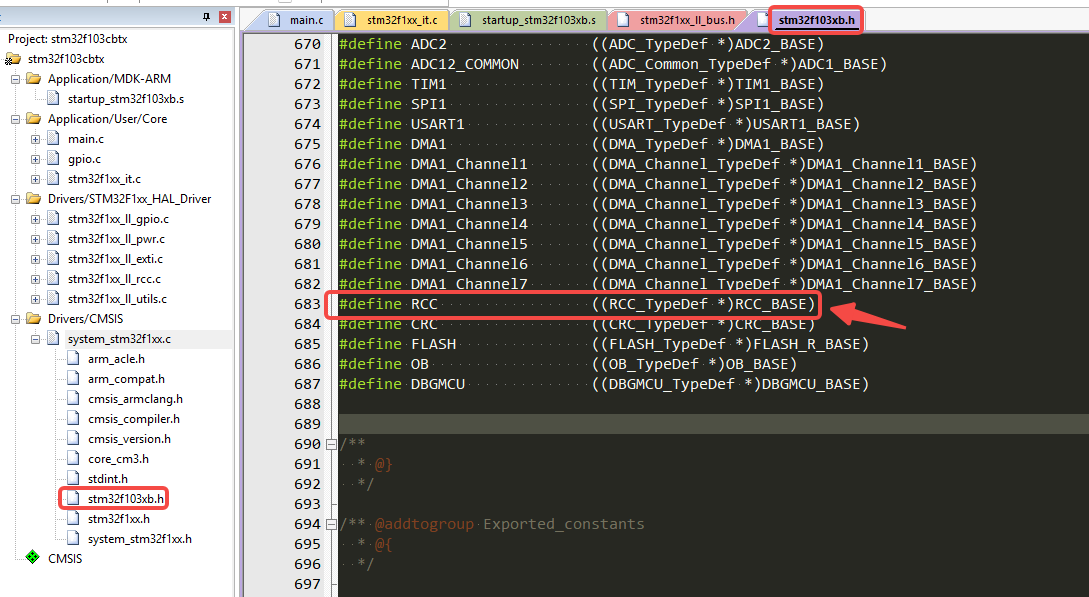 Project: stm32f103cbtx
stm32f103cbtx
Application/MDK-ARM
startup_stm32f103xb.s
Application/User/Core
main.c
gpio.c
stm32f1xx_it.c
Drivers/STM32F1xx_HAL_Driver
stm32f1xx_ll_gpio.c
stm32f1xx_ll_pwr.c
stm32f1xx_ll_exti.c
stm32f1xx_ll_rcc.c
stm32f1xx_ll_utils.c
Drivers/CMSIS
system_stm32f1xx.c
arm_acle.h
arm_compat.h
cmsis_armclang.h
cmsis_compiler.h
cmsis_version.h
core_cm3.h
stdint.h
stm32f103xb.h
stm32f1xx.h
system_stm32f1xx.h
CMSIS
main.c stm32f1xx_it.c startup_stm32f103xb.s stm32f1xx_ll_bus.h stm32f103xb.h
670 #define ADC2 ((ADC_TypeDef *)ADC2_BASE)
671 #define ADC12_COMMON ((ADC_Common_TypeDef *)ADC1_BASE)
672 #define TIM1 ((TIM_TypeDef *)TIM1_BASE)
673 #define SPI1 ((SPI_TypeDef *)SPI1_BASE)
674 #define USART1 ((USART_TypeDef *)USART1_BASE)
675 #define DMA1 ((DMA_TypeDef *)DMA1_BASE)
676 #define DMA1_Channel1 ((DMA_Channel_TypeDef *)DMA1_Channel1_BASE)
677 #define DMA1_Channel2 ((DMA_Channel_TypeDef *)DMA1_Channel2_BASE)
678 #define DMA1_Channel3 ((DMA_Channel_TypeDef *)DMA1_Channel3_BASE)
679 #define DMA1_Channel4 ((DMA_Channel_TypeDef *)DMA1_Channel4_BASE)
680 #define DMA1_Channel5 ((DMA_Channel_TypeDef *)DMA1_Channel5_BASE)
681 #define DMA1_Channel6 ((DMA_Channel_TypeDef *)DMA1_Channel6_BASE)
682 #define DMA1_Channel7 ((DMA_Channel_TypeDef *)DMA1_Channel7_BASE)
683 #define RCC ((RCC_TypeDef *)RCC_BASE)
684 #define CRC ((CRC_TypeDef *)CRC_BASE)
685 #define FLASH ((FLASH_TypeDef *)FLASH_R_BASE)
686 #define OB ((OB_TypeDef *)OB_BASE)
687 #define DBGMCU ((DBGMCU_TypeDef *)DBGMCU_BASE)
688
689
690 /**
691 * @}
692 */
693
694 /** @addtogroup Exported_constants
695 * @{
696 */
697